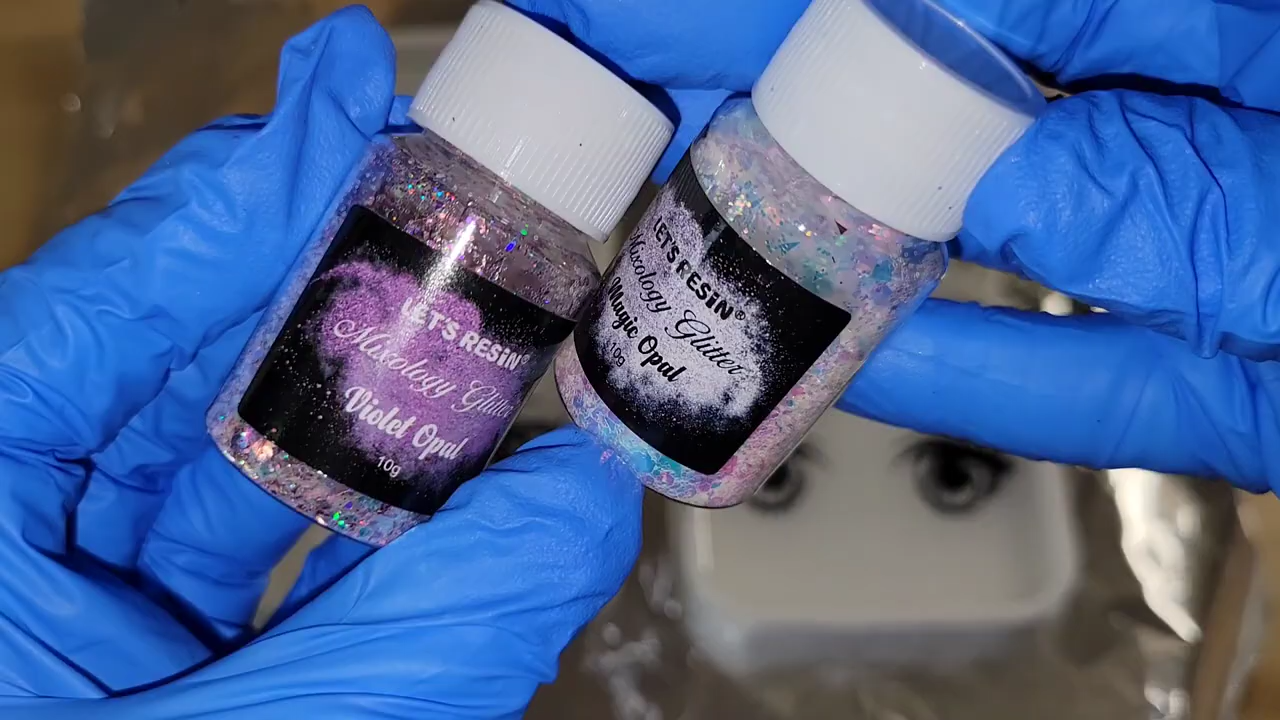 LET'S RESiN®
Mixology Glitter
Violet Opal
10g
LET'S RESiN®
Mixology Glitter
Magic Opal
10g